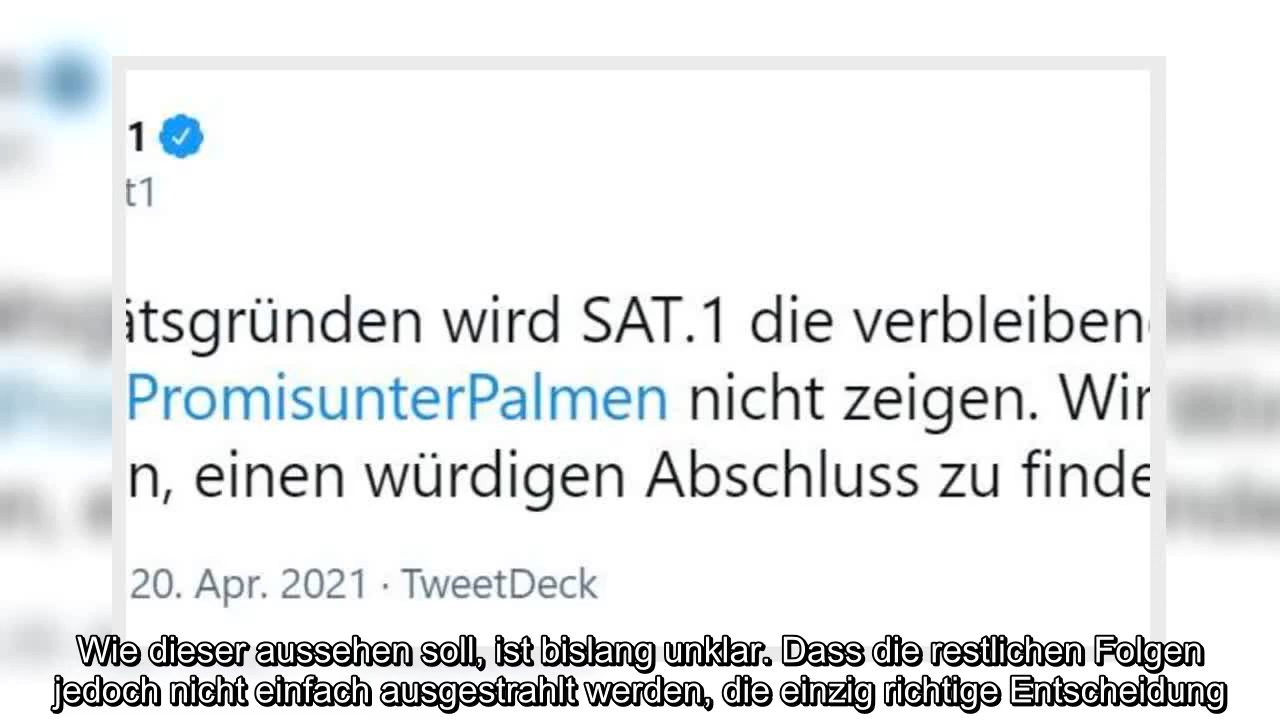 1
t1
ätsgründen wird SAT.1 die verbleiben
PromisunterPalmen nicht zeigen. Wir
n, einen würdigen Abschluss zu finde
20. Apr. 2021 · TweetDeck
Wie dieser aussehen soll, ist bislang unklar. Dass die restlichen Folgen
jedoch nicht einfach ausgestrahlt werden, die einzig richtige Entscheidung